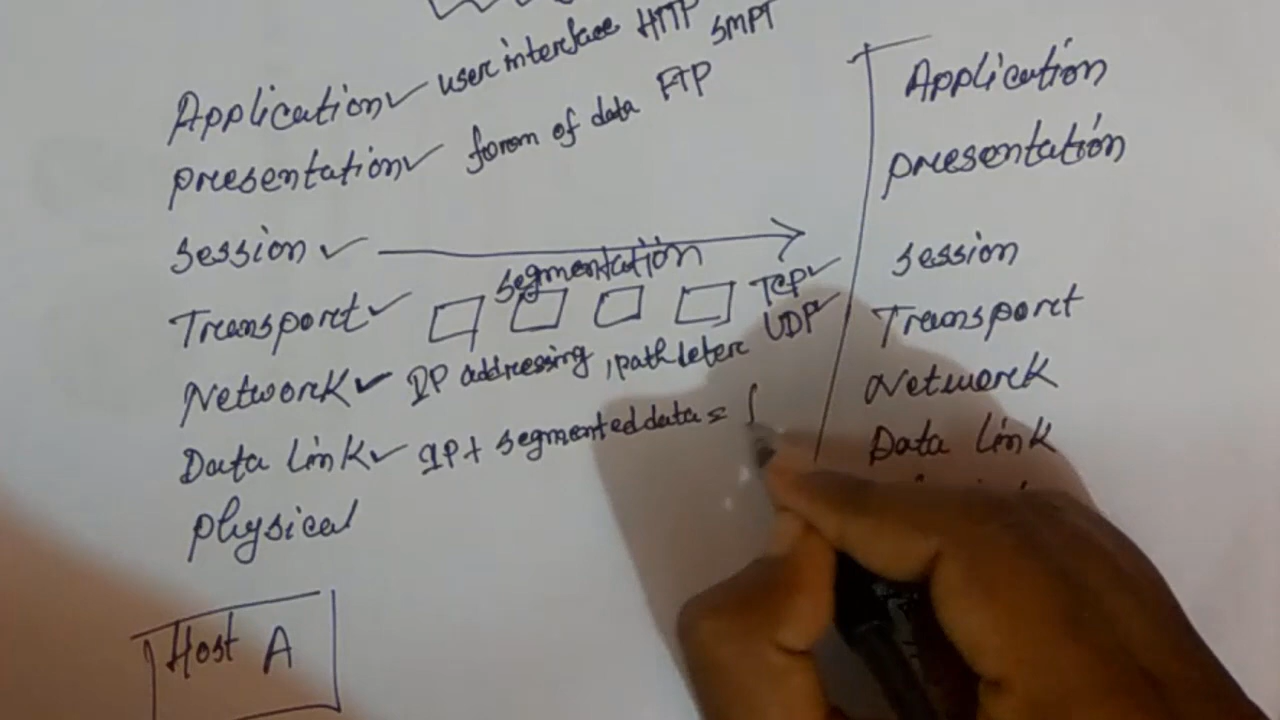 Application user interface HTTP SMPT
presentation form of data FTP
session
segmentation
Transport TCP
UDP
Network IP addressing, path deter
Data link IP + segmented data =
physical
Host A
Application
presentation
session
Transport
Network
Data link